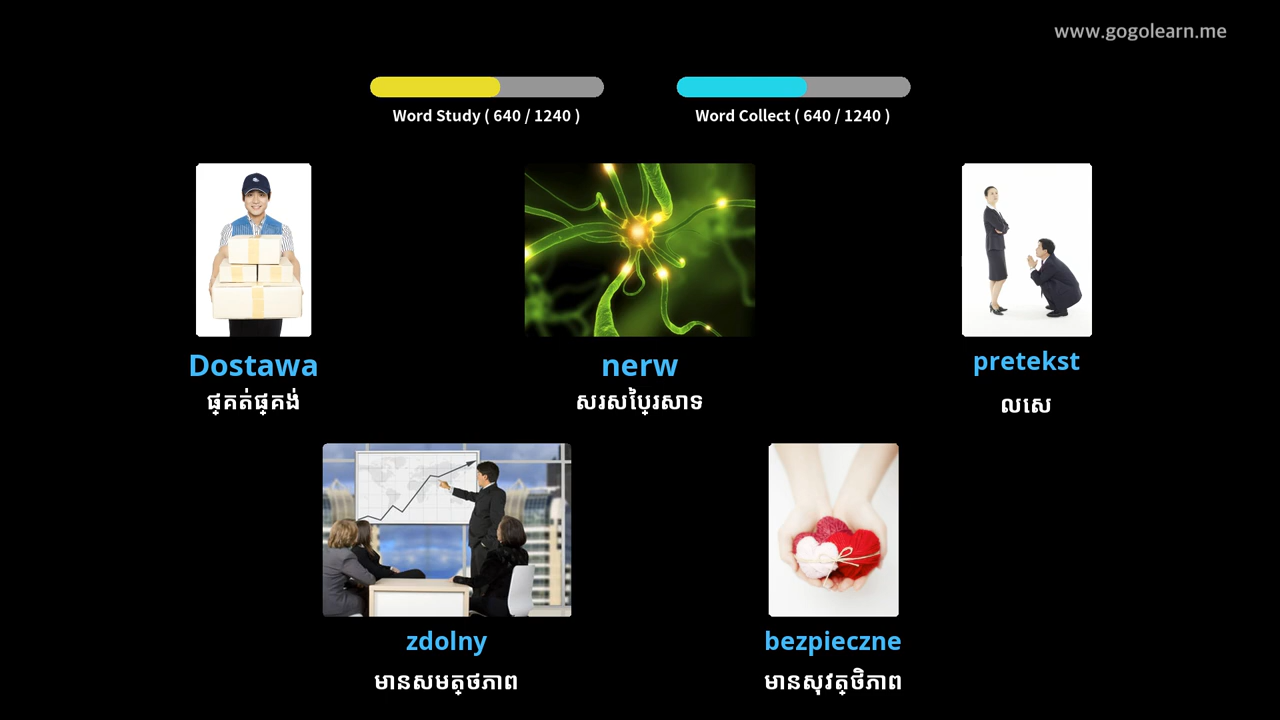 www.gogolearn.me
Word Study ( 640 / 1240 )
Word Collect ( 640 / 1240 )
Dostawa
ផ្គត់ផ្គង់
nerw
សរសប្រៃសាទ
pretekst
លេស
zdolny
មានសមត្ថភាព
bezpieczne
មានសុវត្ថិភាព